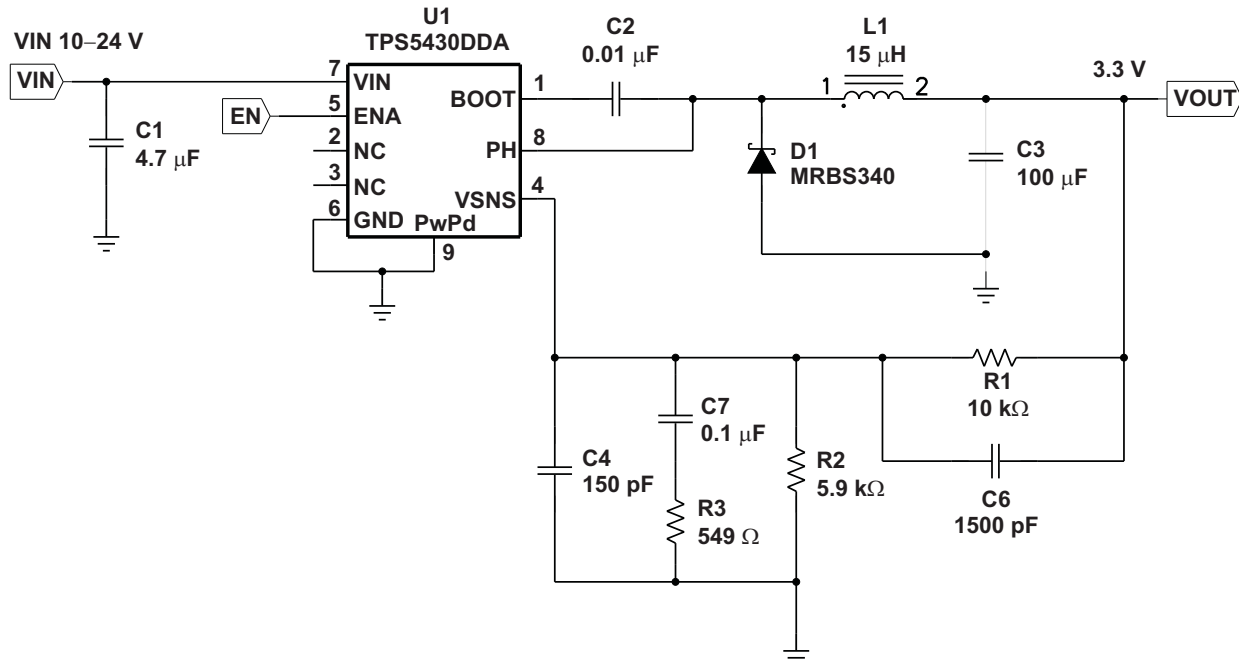 U1
TPS5430DDA
VIN 10–24 V
VIN
C1
4.7 μF
EN
7
5
2
3
6
VIN
ENA
NC
NC
GND
PwPd
9
BOOT
PH
VSNS
1
8
4
C2
0.01 μF
L1
15 μH
1
2
3.3 V
VOUT
D1
MRBS340
C3
100 μF
R1
10 kΩ
C7
0.1 μF
C4
150 pF
R3
549 Ω
R2
5.9 kΩ
C6
1500 pF